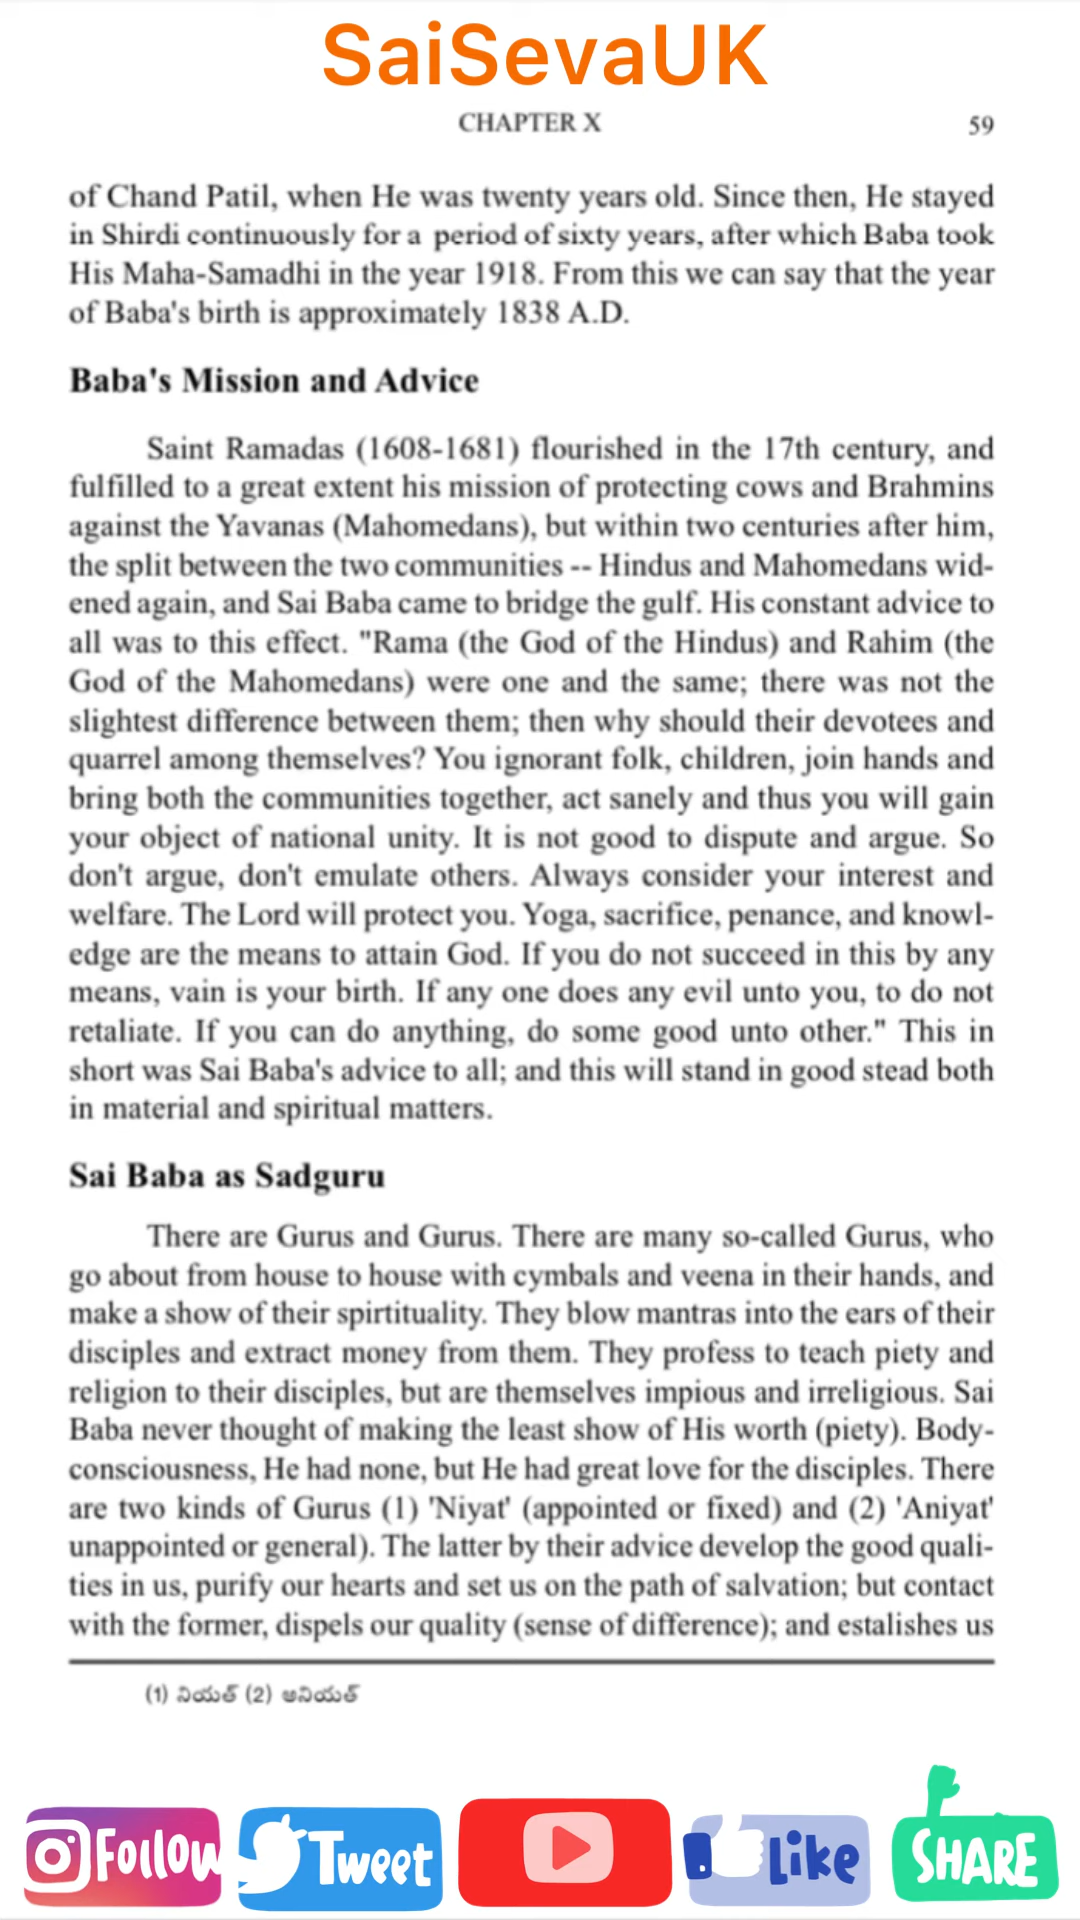 SaiSevaUK
CHAPTER X 59
of Chand Patil, when He was twenty years old. Since then, He stayed
in Shirdi continuously for a period of sixty years, after which Baba took
His Maha-Samadhi in the year 1918. From this we can say that the year
of Baba's birth is approximately 1838 A.D.
Baba's Mission and Advice
Saint Ramadas (1608-1681) flourished in the 17th century, and
fulfilled to a great extent his mission of protecting cows and Brahmins
against the Yavanas (Mahomedans), but within two centuries after him,
the split between the two communities -- Hindus and Mahomedans wid-
ened again, and Sai Baba came to bridge the gulf. His constant advice to
all was to this effect. "Rama (the God of the Hindus) and Rahim (the
God of the Mahomedans) were one and the same; there was not the
slightest difference between them; then why should their devotees and
quarrel among themselves? You ignorant folk, children, join hands and
bring both the communities together, act sanely and thus you will gain
your object of national unity. It is not good to dispute and argue. So
don't argue, don't emulate others. Always consider your interest and
welfare. The Lord will protect you. Yoga, sacrifice, penance, and knowl-
edge are the means to attain God. If you do not succeed in this by any
means, vain is your birth. If any one does any evil unto you, to do not
retaliate. If you can do anything, do some good unto other." This in
short was Sai Baba's advice to all; and this will stand in good stead both
in material and spiritual matters.
Sai Baba as Sadguru
There are Gurus and Gurus. There are many so-called Gurus, who
go about from house to house with cymbals and veena in their hands, and
make a show of their spirtituality. They blow mantras into the ears of their
disciples and extract money from them. They profess to teach piety and
religion to their disciples, but are themselves impious and irreligious. Sai
Baba never thought of making the least show of His worth (piety). Body-
consciousness, He had none, but He had great love for the disciples. There
are two kinds of Gurus (1) 'Niyat' (appointed or fixed) and (2) 'Aniyat'
unappointed or general). The latter by their advice develop the good quali-
ties in us, purify our hearts and set us on the path of salvation; but contact
with the former, dispels our quality (sense of difference); and estalishes us
(1) నియత్ (2) అనియత్
Follow Tweet Like SHARE